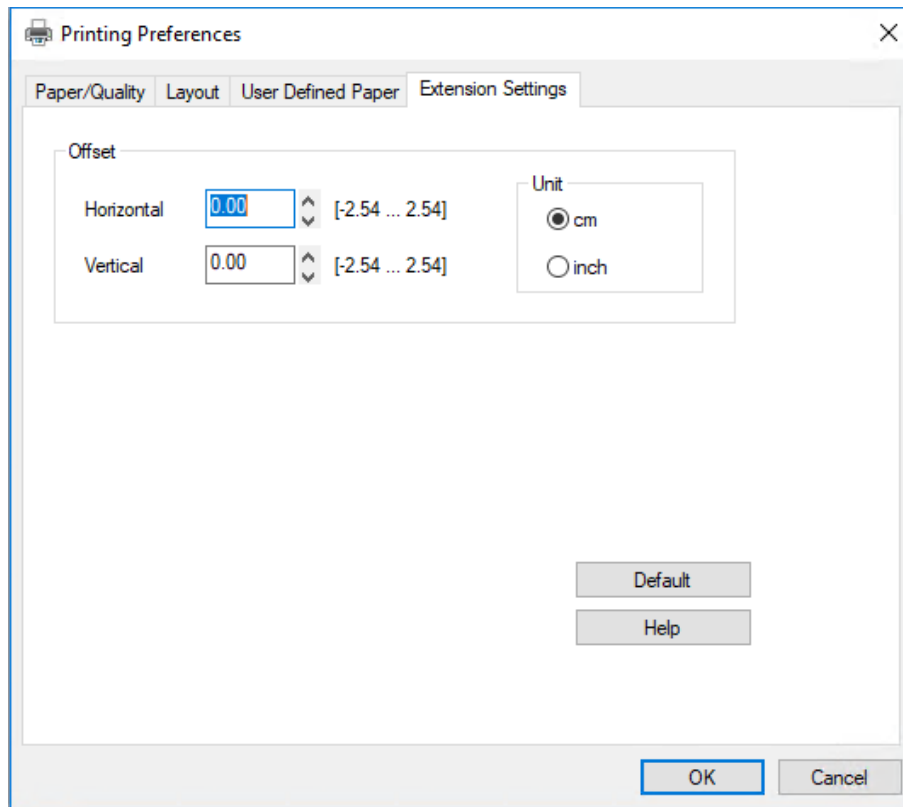 Printing Preferences
Paper/Quality Layout User Defined Paper Extension Settings
Offset
Unit
Horizontal 0.00 [-2.54 ... 2.54]
cm
Vertical 0.00 [-2.54 ... 2.54]
inch
Default
Help
OK Cancel